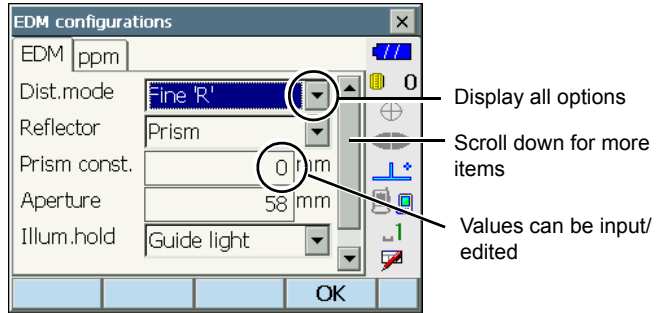 EDM configurations
EDM ppm
Dist.mode Fine 'R'
0
Display all options
Reflector Prism
Scroll down for more
items
Prism const. 0 mm
Aperture 58 mm
Values can be input/
edited
Illum.hold Guide light
1
OK